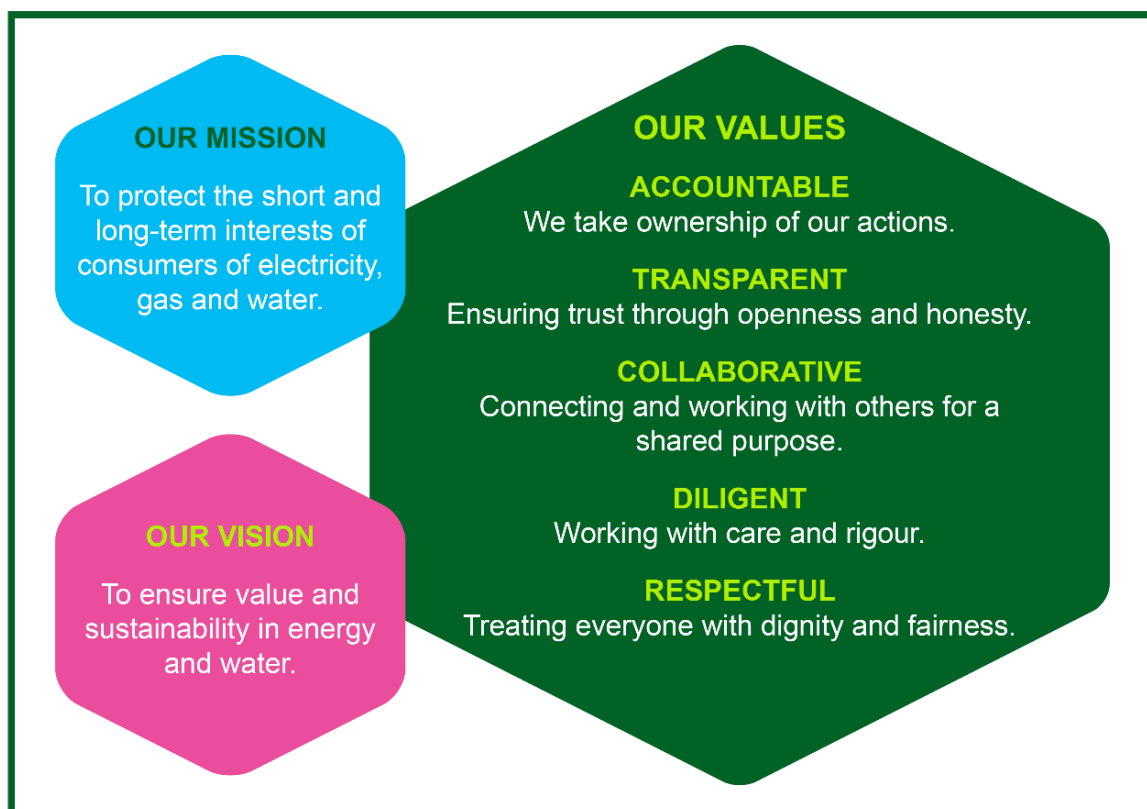 OUR MISSION
To protect the short and
long-term interests of
consumers of electricity,
gas and water.
OUR VISION
To ensure value and
sustainability in energy
and water.
OUR VALUES
ACCOUNTABLE
We take ownership of our actions.
TRANSPARENT
Ensuring trust through openness and honesty.
COLLABORATIVE
Connecting and working with others for a
shared purpose.
DILIGENT
Working with care and rigour.
RESPECTFUL
Treating everyone with dignity and fairness.